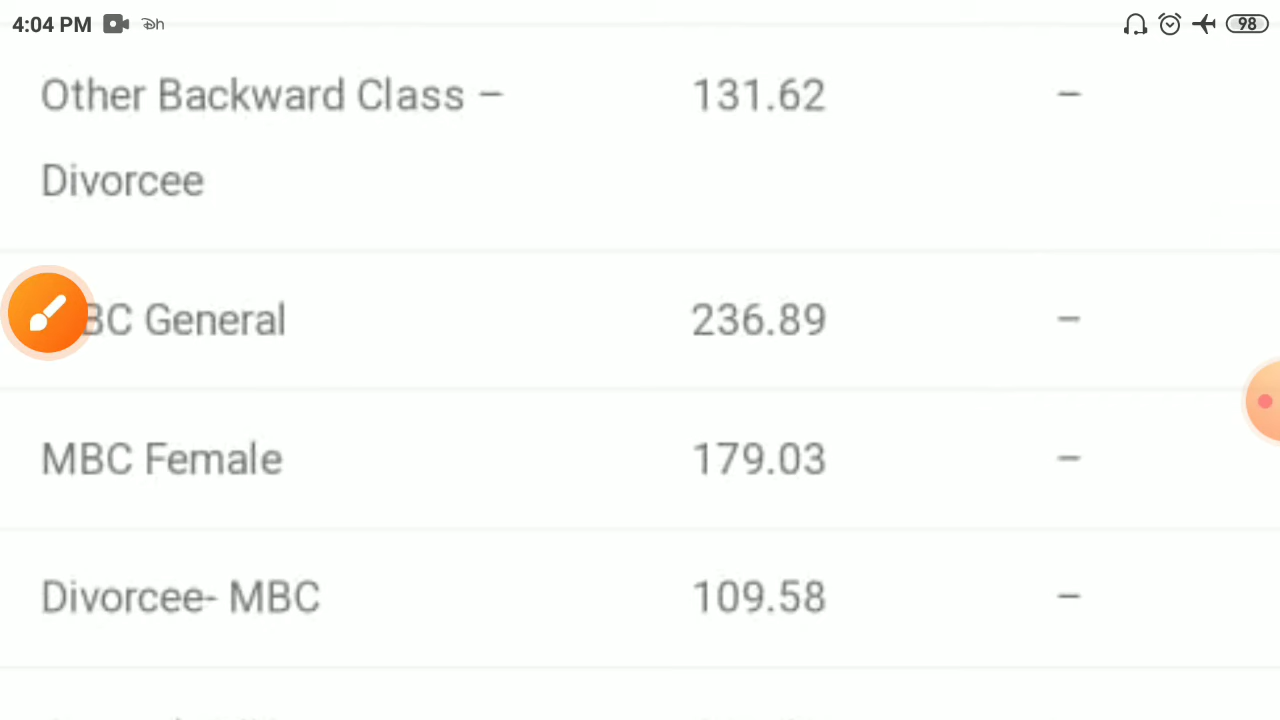 4:04 PM
98
Other Backward Class – 131.62 –
Divorcee
BC General 236.89 –
MBC Female 179.03 –
Divorcee- MBC 109.58 –